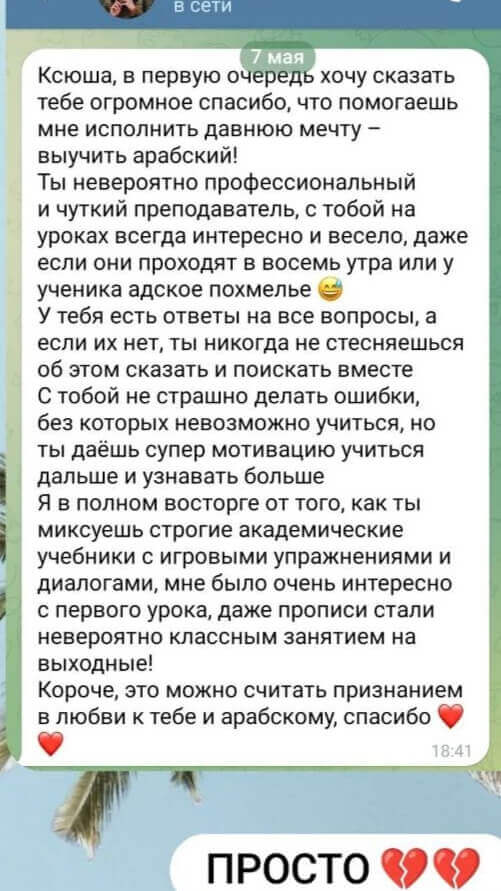 в сети
7 мая
Ксюша, в первую очередь хочу сказать
тебе огромное спасибо, что помогаешь
мне исполнить давнюю мечту –
выучить арабский!
Ты невероятно профессиональный
и чуткий преподаватель, с тобой на
уроках всегда интересно и весело, даже
если они проходят в восемь утра или у
ученика адское похмелье 😅
У тебя есть ответы на все вопросы, а
если их нет, ты никогда не стесняешься
об этом сказать и поискать вместе
С тобой не страшно делать ошибки,
без которых невозможно учиться, но
ты даёшь супер мотивацию учиться
дальше и узнавать больше
Я в полном восторге от того, как ты
миксуешь строгие академические
учебники с игровыми упражнениями и
диалогами, мне было очень интересно
с первого урока, даже прописи стали
невероятно классным занятием на
выходные!
Короче, это можно считать признанием
в любви к тебе и арабскому, спасибо ❤️
❤️
18:41
ПРОСТО 💔💔